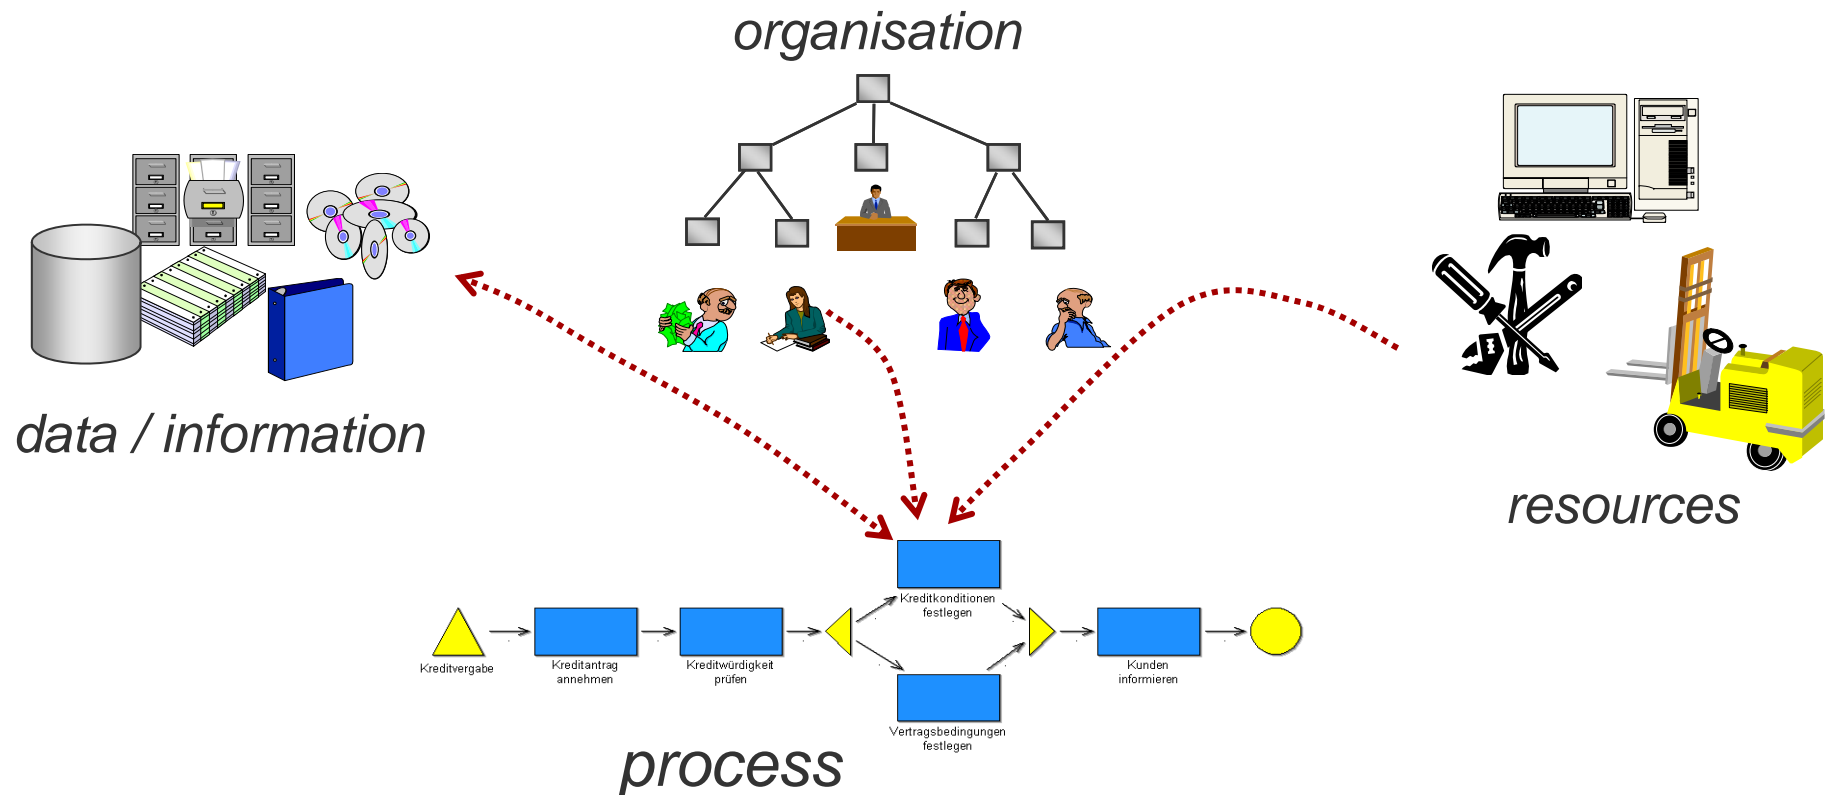 organisation
data / information
resources
Kreditvergabe
Kreditantrag
annehmen
Kreditwürdigkeit
prüfen
Kreditkonditionen
festlegen
Vertragsbedingungen
festlegen
Kunden
informieren
process